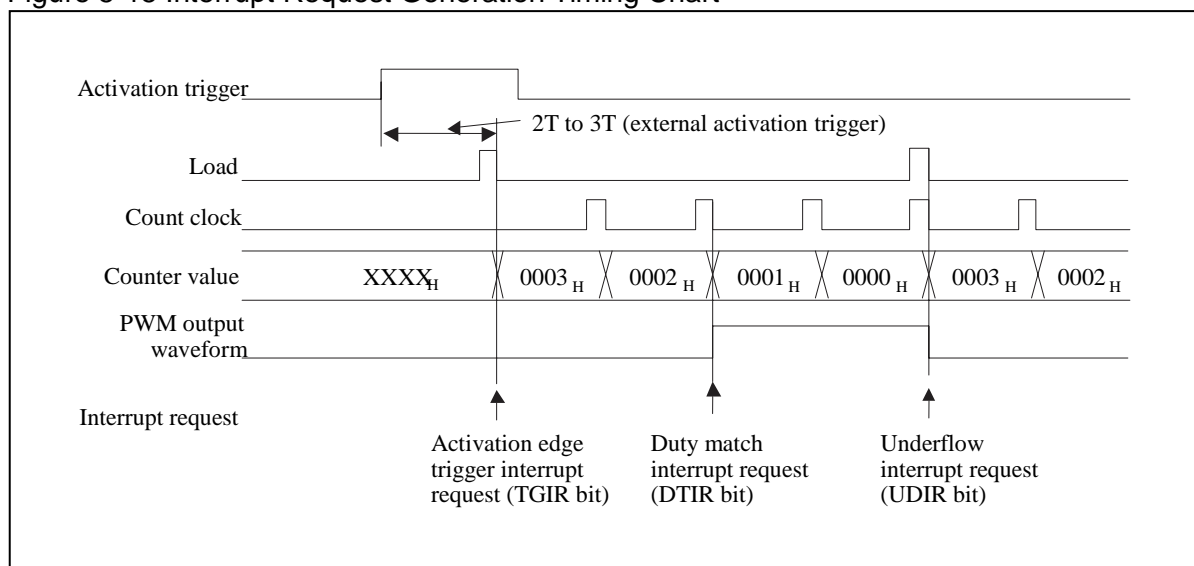 Figure 8-18 Interrupt Request Generation Timing Chart
Activation trigger
2T to 3T (external activation trigger)
Load
Count clock
Counter value
XXXXH
0003 H
0002 H
0001 H
0000 H
0003 H
0002 H
PWM output
waveform
Interrupt request
Activation edge
trigger interrupt
request (TGIR bit)
Duty match
interrupt request
(DTIR bit)
Underflow
interrupt request
(UDIR bit)